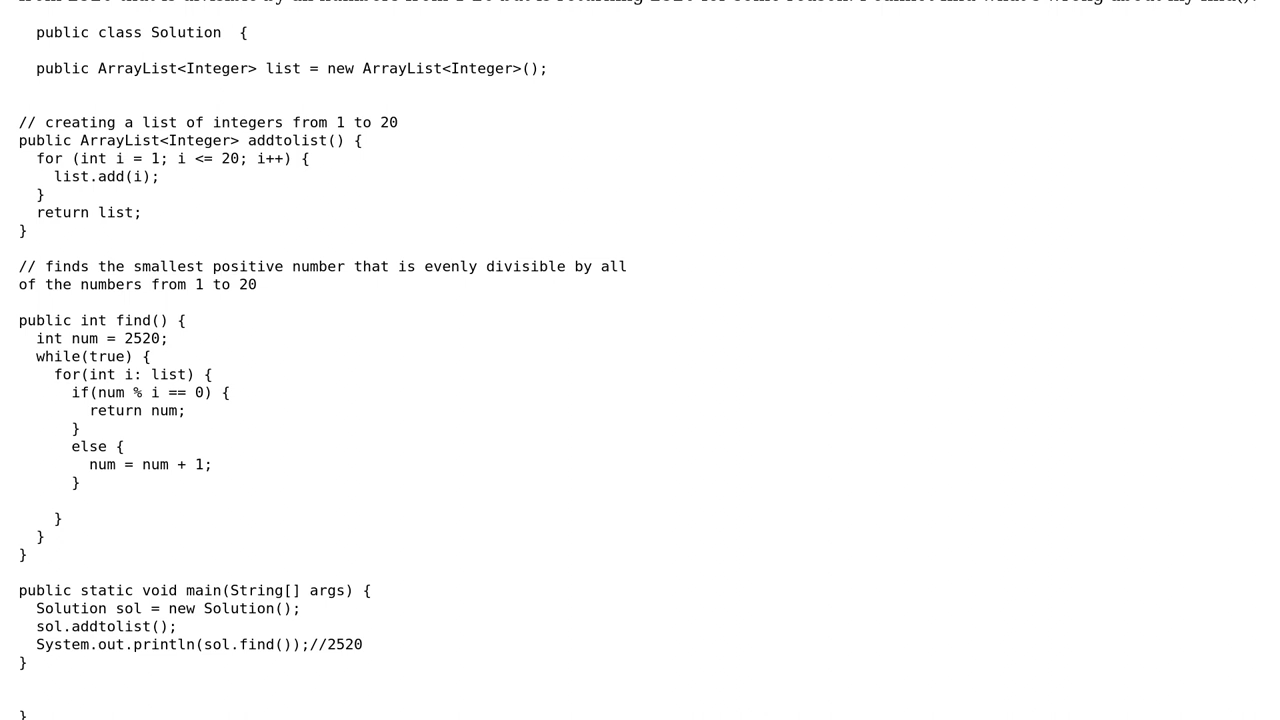 public class Solution  {
public ArrayList<Integer> list = new ArrayList<Integer>();
// creating a list of integers from 1 to 20
public ArrayList<Integer> addtolist() {
for (int i = 1; i <= 20; i++) {
list.add(i);
}
return list;
}
// finds the smallest positive number that is evenly divisible by all
of the numbers from 1 to 20
public int find() {
int num = 2520;
while(true) {
for(int i: list) {
if(num % i == 0) {
return num;
}
else {
num = num + 1;
}
}
}
}
public static void main(String[] args) {
Solution sol = new Solution();
sol.addtolist();
System.out.println(sol.find());//2520
}
}